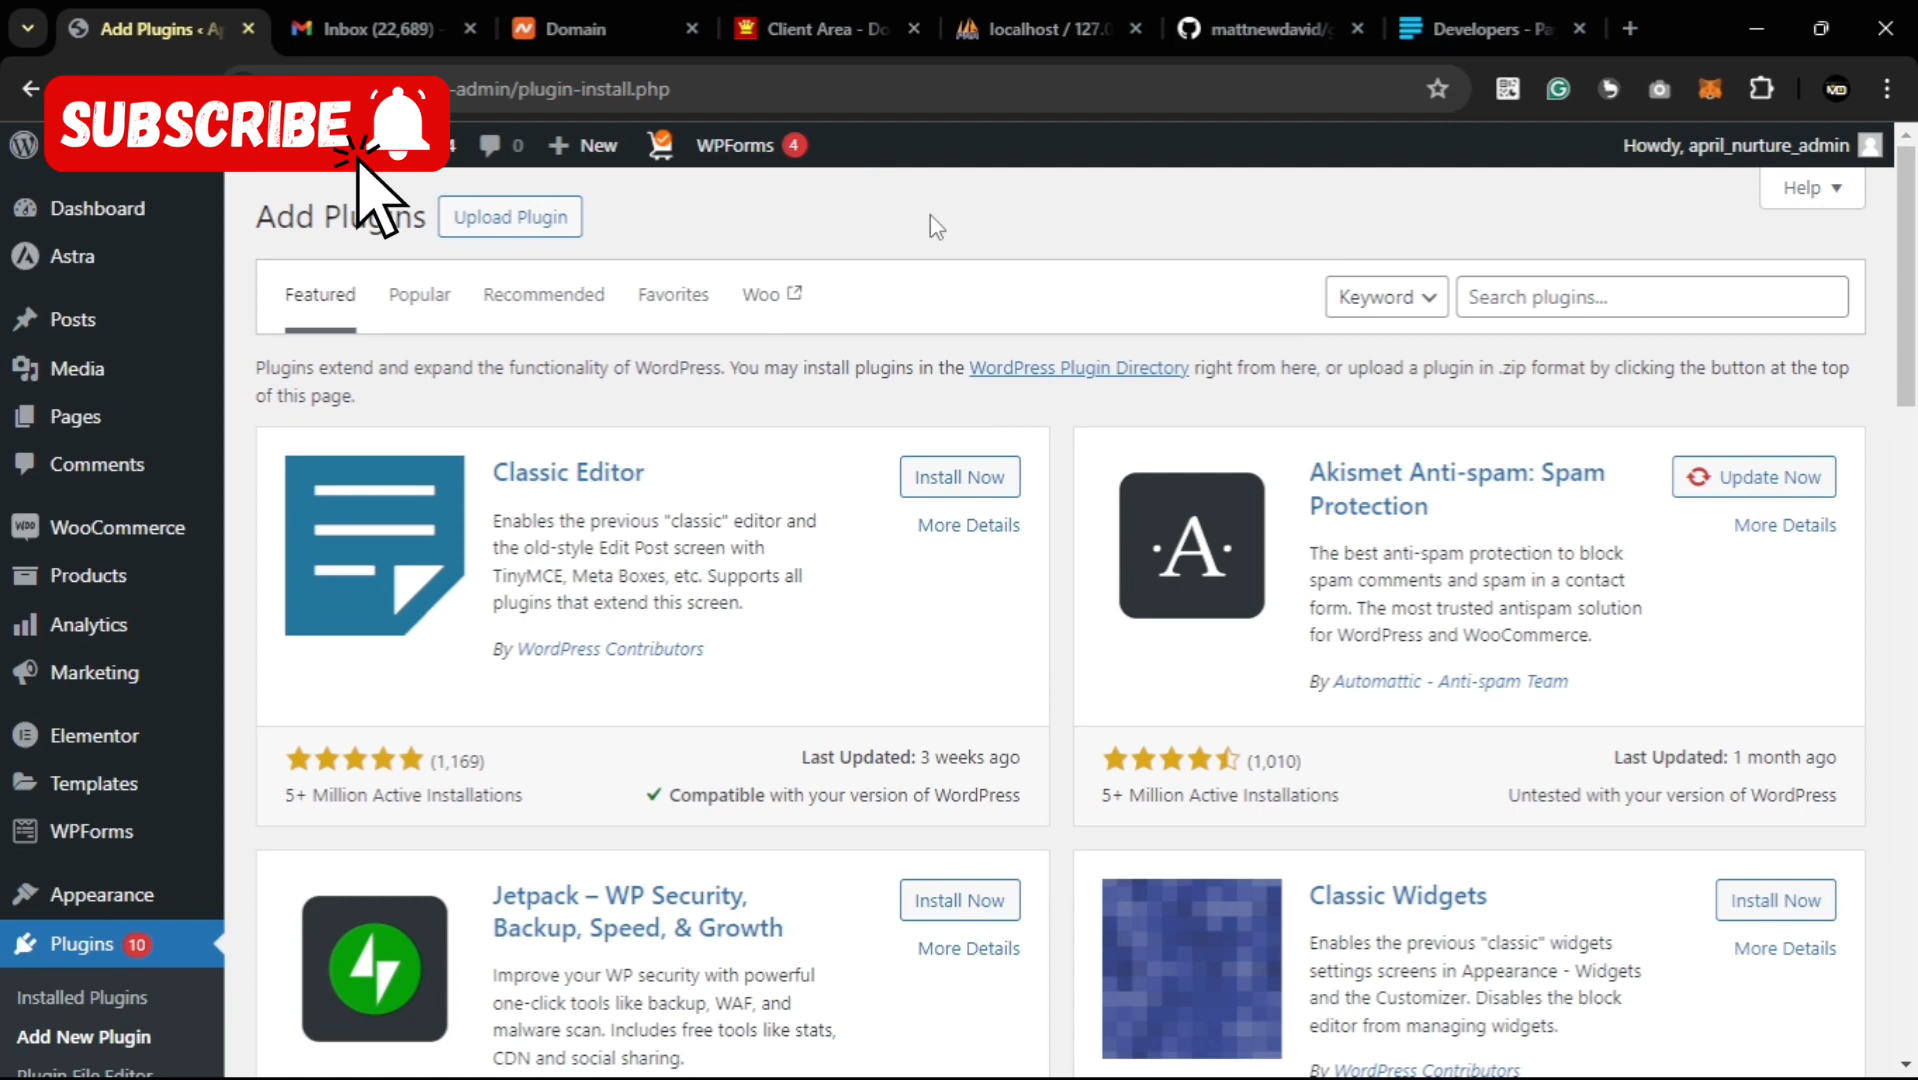 Add Plugins ‹ A
Inbox (22,689) -
Domain
Client Area - Do
localhost / 127.0
mattnewdavid/g
Developers - Pa
-admin/plugin-install.php
SUBSCRIBE
4
0
New
WPForms 4
Howdy, april_nurture_admin
Help
Dashboard
Astra
Posts
Media
Pages
Comments
WooCommerce
Products
Analytics
Marketing
Elementor
Templates
WPForms
Appearance
Plugins 10
Installed Plugins
Add New Plugin
Plugin File Editor
Add Plugins
Upload Plugin
Featured
Popular
Recommended
Favorites
Woo
Keyword
Search plugins...
Plugins extend and expand the functionality of WordPress. You may install plugins in the WordPress Plugin Directory right from here, or upload a plugin in .zip format by clicking the button at the top
of this page.
Classic Editor
Install Now
More Details
Enables the previous "classic" editor and
the old-style Edit Post screen with
TinyMCE, Meta Boxes, etc. Supports all
plugins that extend this screen.
By WordPress Contributors
(1,169)
Last Updated: 3 weeks ago
5+ Million Active Installations
Compatible with your version of WordPress
A
Akismet Anti-spam: Spam
Protection
Update Now
More Details
The best anti-spam protection to block
spam comments and spam in a contact
form. The most trusted antispam solution
for WordPress and WooCommerce.
By Automattic - Anti-spam Team
(1,010)
Last Updated: 1 month ago
5+ Million Active Installations
Untested with your version of WordPress
Jetpack – WP Security,
Backup, Speed, & Growth
Install Now
More Details
Improve your WP security with powerful
one-click tools like backup, WAF, and
malware scan. Includes free tools like stats,
CDN and social sharing.
Classic Widgets
Install Now
More Details
Enables the previous "classic" widgets
settings screens in Appearance - Widgets
and the Customizer. Disables the block
editor from managing widgets.
By WordPress Contributors